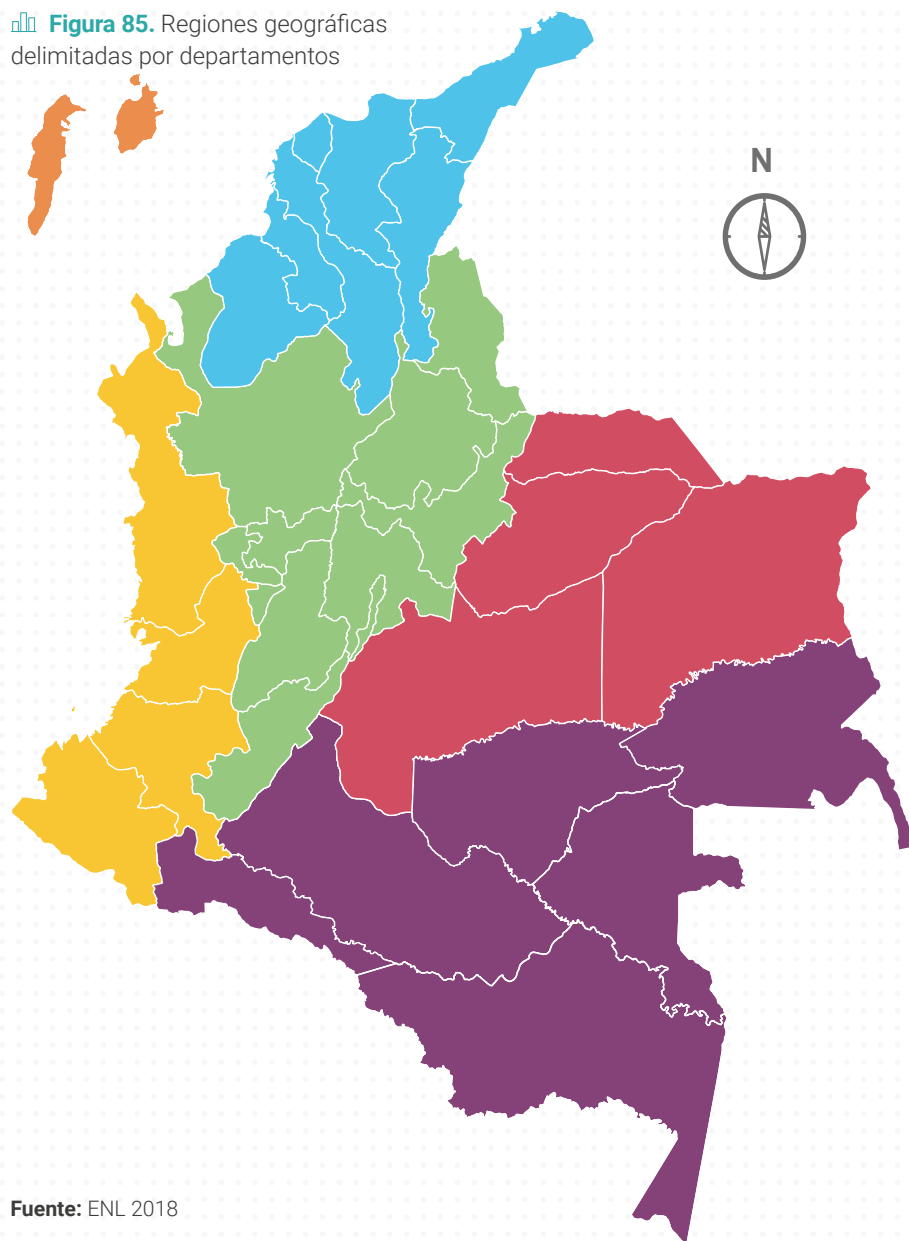 Figura 85. Regiones geográficas
delimitadas por departamentos
N
Fuente: ENL 2018